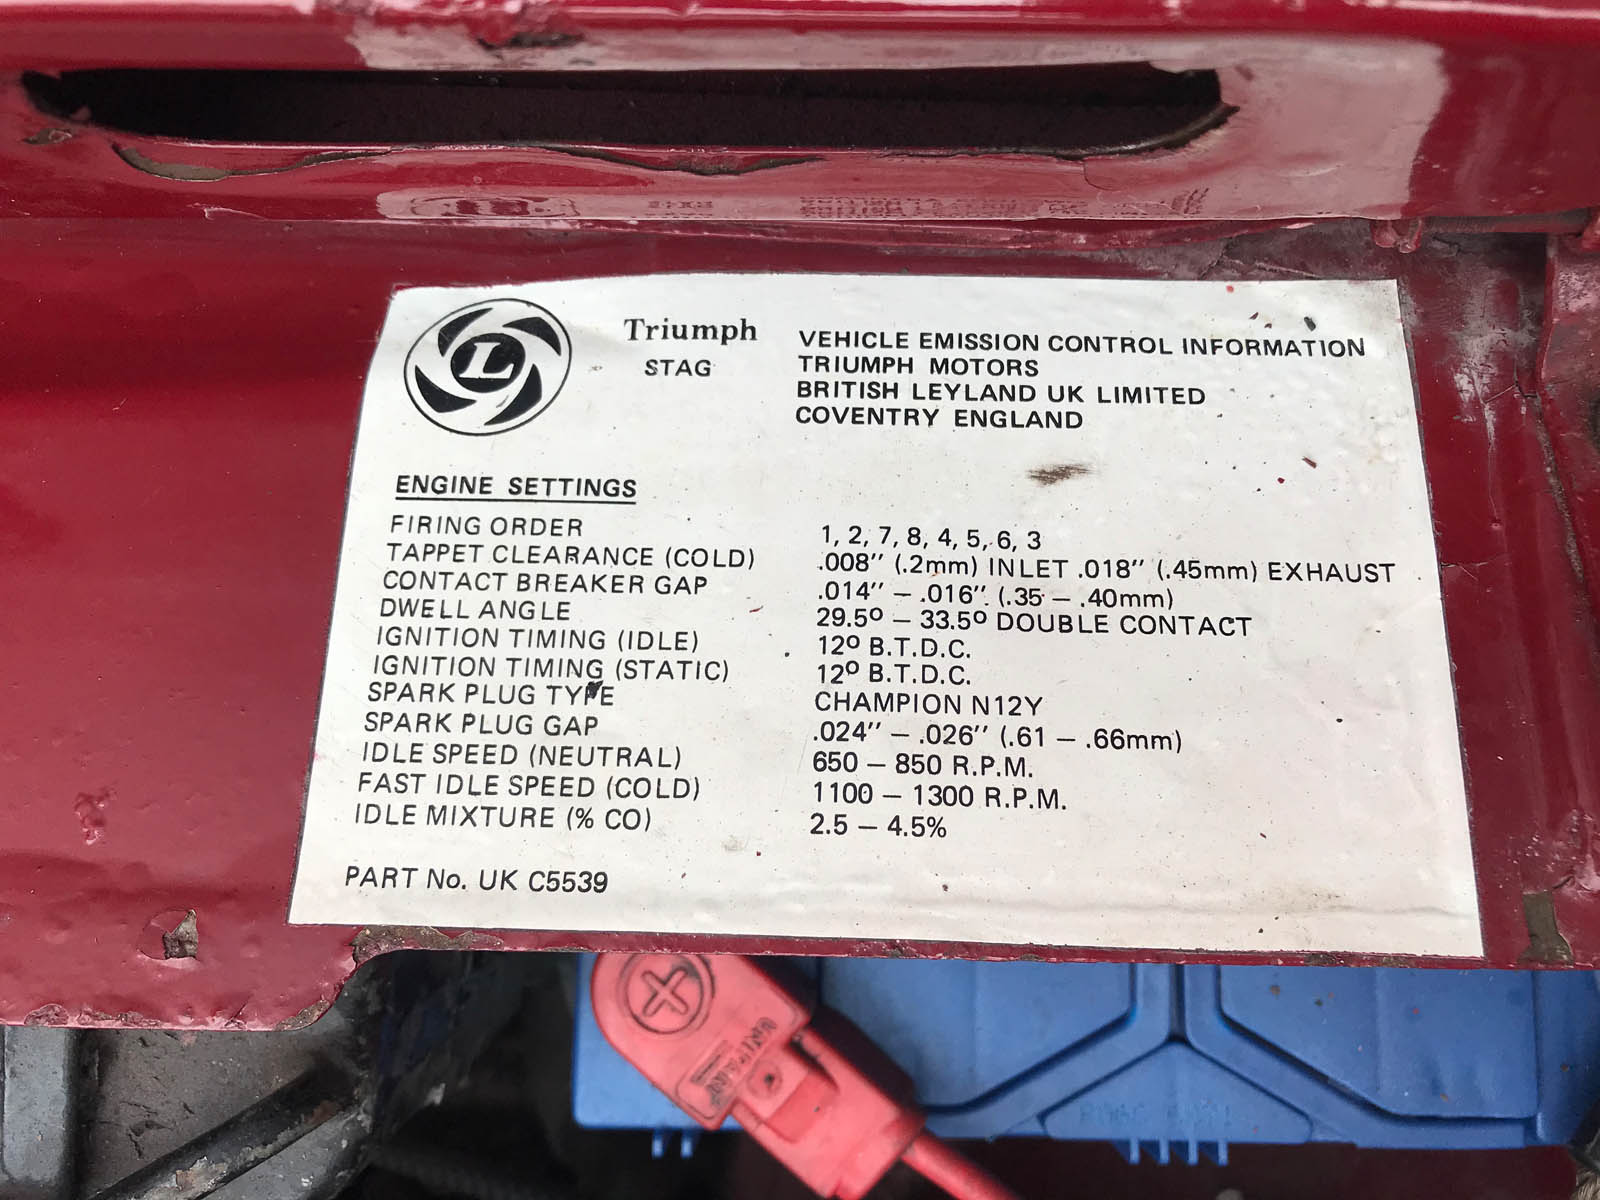 L
Triumph
STAG
VEHICLE EMISSION CONTROL INFORMATION
TRIUMPH MOTORS
BRITISH LEYLAND UK LIMITED
COVENTRY ENGLAND
ENGINE SETTINGS
FIRING ORDER 1, 2, 7, 8, 4, 5, 6, 3
TAPPET CLEARANCE (COLD) .008" (.2mm) INLET .018" (.45mm) EXHAUST
CONTACT BREAKER GAP .014" – .016" (.35 – .40mm)
DWELL ANGLE 29.5º – 33.5º DOUBLE CONTACT
IGNITION TIMING (IDLE) 12º B.T.D.C.
IGNITION TIMING (STATIC) 12º B.T.D.C.
SPARK PLUG TYPE CHAMPION N12Y
SPARK PLUG GAP .024" – .026" (.61 – .66mm)
IDLE SPEED (NEUTRAL) 650 – 850 R.P.M.
FAST IDLE SPEED (COLD) 1100 – 1300 R.P.M.
IDLE MIXTURE (% CO) 2.5 – 4.5%
PART No. UK C5539
+